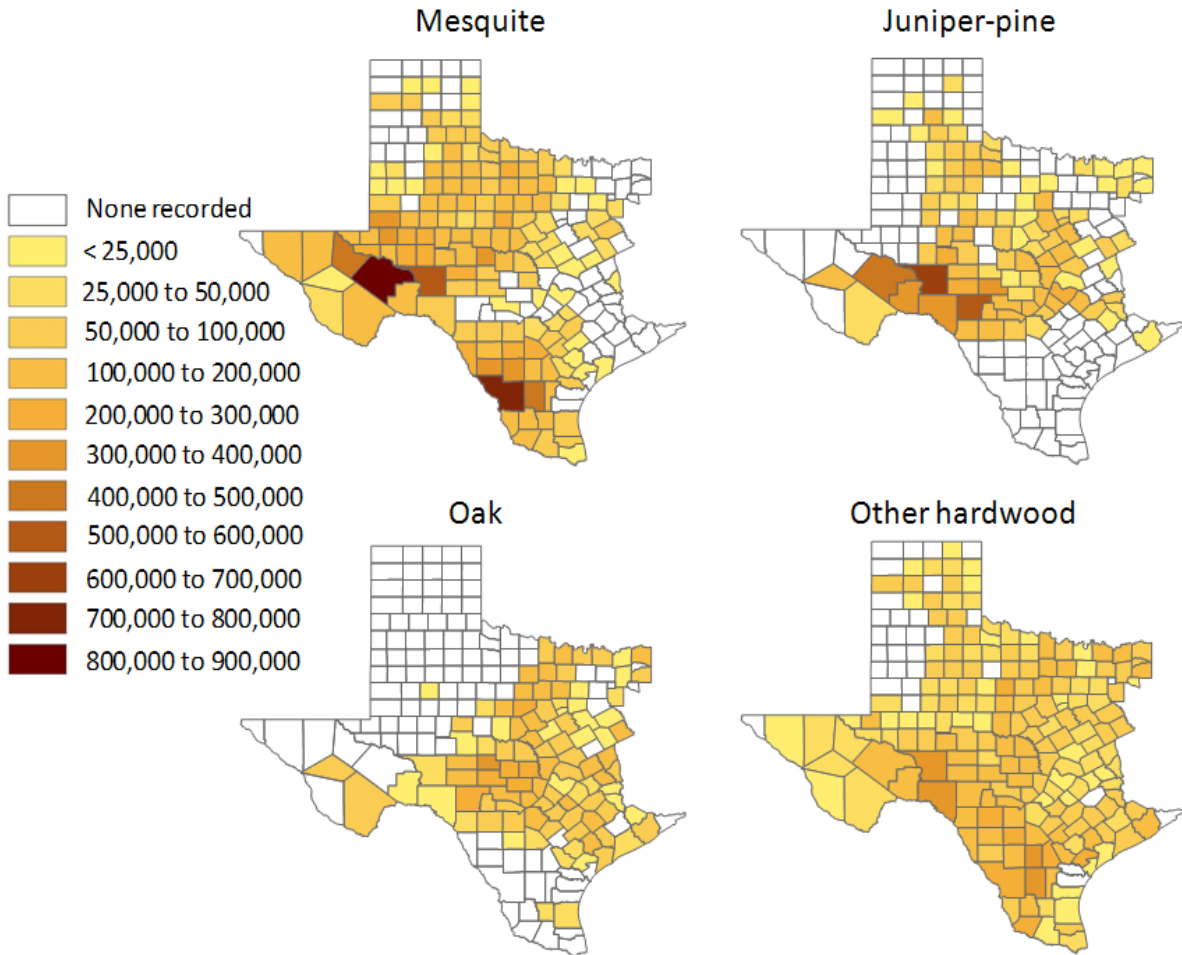 Mesquite
Juniper-pine
None recorded
< 25,000
25,000 to 50,000
50,000 to 100,000
100,000 to 200,000
200,000 to 300,000
300,000 to 400,000
400,000 to 500,000
500,000 to 600,000
600,000 to 700,000
700,000 to 800,000
800,000 to 900,000
Oak
Other hardwood